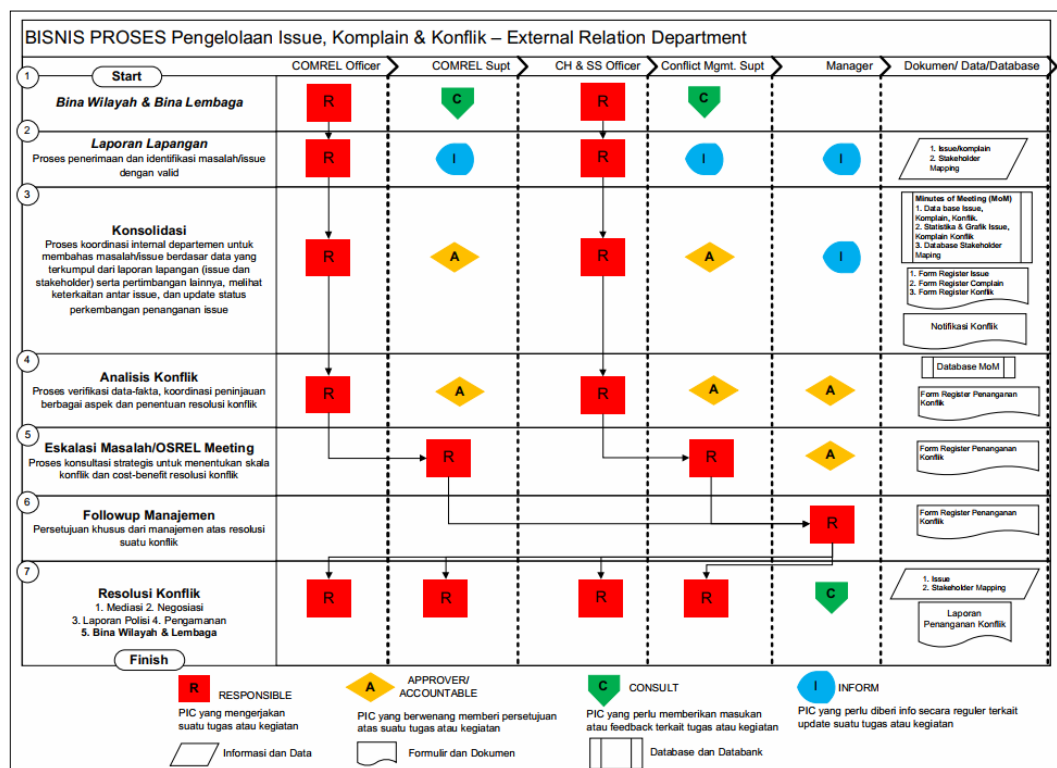 BISNIS PROSES Pengelolaan Issue, Komplain & Konflik – External Relation Department
COMREL Officer
COMREL Supt
CH & SS Officer
Conflict Mgmt. Supt
Manager
Dokumen/ Data/Database
1
Start
Bina Wilayah & Bina Lembaga
R
C
R
C
2
Laporan Lapangan
Proses penerimaan dan identifikasi masalah/issue
dengan valid
R
I
R
I
I
1. Issue/komplain
2. Stakeholder
Mapping
3
Konsolidasi
Proses koordinasi internal departemen untuk
membahas masalah/issue berdasar data yang
terkumpul dari laporan lapangan (issue dan
stakeholder) serta pertimbangan lainnya, melihat
keterkaitan antar issue, dan update status
perkembangan penanganan issue
R
A
R
A
I
Minutes of Meeting (MoM)
1. Data base Issue,
Komplain, Konflik.
2. Statistika & Grafik Issue,
Komplain Konflik
3. Database Stakeholder
Maping
1. Form Register Issue
2. Form Register Complain
3. Form Register Konflik
Notifikasi Konflik
4
Analisis Konflik
Proses verifikasi data-fakta, koordinasi peninjauan
berbagai aspek dan penentuan resolusi konflik
R
A
R
A
A
Database MoM
Form Register Penanganan
Konflik
5
Eskalasi Masalah/OSREL Meeting
Proses konsultasi strategis untuk menentukan skala
konflik dan cost-benefit resolusi konflik
R
R
A
Form Register Penanganan
Konflik
6
Followup Manajemen
Persetujuan khusus dari manajemen atas resolusi
suatu konflik
R
Form Register Penanganan
Konflik
7
Resolusi Konflik
1. Mediasi 2. Negosiasi
3. Laporan Polisi 4. Pengamanan
5. Bina Wilayah & Lembaga
Finish
R
R
R
R
C
1. Issue
2. Stakeholder Mapping
Laporan
Penanganan Konflik
R
RESPONSIBLE
PIC yang mengerjakan
suatu tugas atau kegiatan
A
APPROVER/
ACCOUNTABLE
PIC yang berwenang memberi persetujuan
atas suatu tugas atau kegiatan
C
CONSULT
PIC yang perlu memberikan masukan
atau feedback terkait tugas atau kegiatan
I
INFORM
PIC yang perlu diberi info secara reguler terkait
update suatu tugas atau kegiatan
Informasi dan Data
Formulir dan Dokumen
Database dan Databank